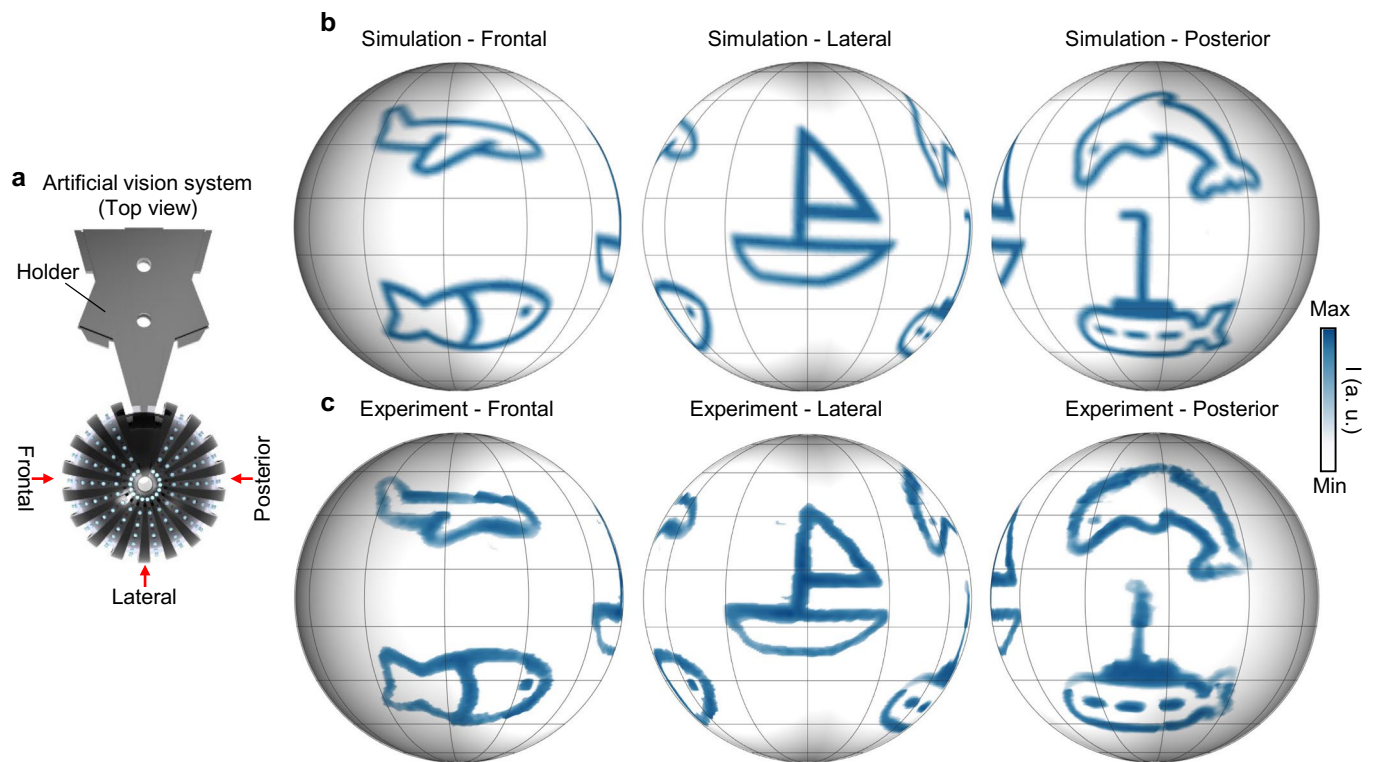 b
Simulation - Frontal
Simulation - Lateral
Simulation - Posterior
a
Artificial vision system
(Top view)
Holder
Frontal
Posterior
Lateral
Max
I (a. u.)
Min
c
Experiment - Frontal
Experiment - Lateral
Experiment - Posterior